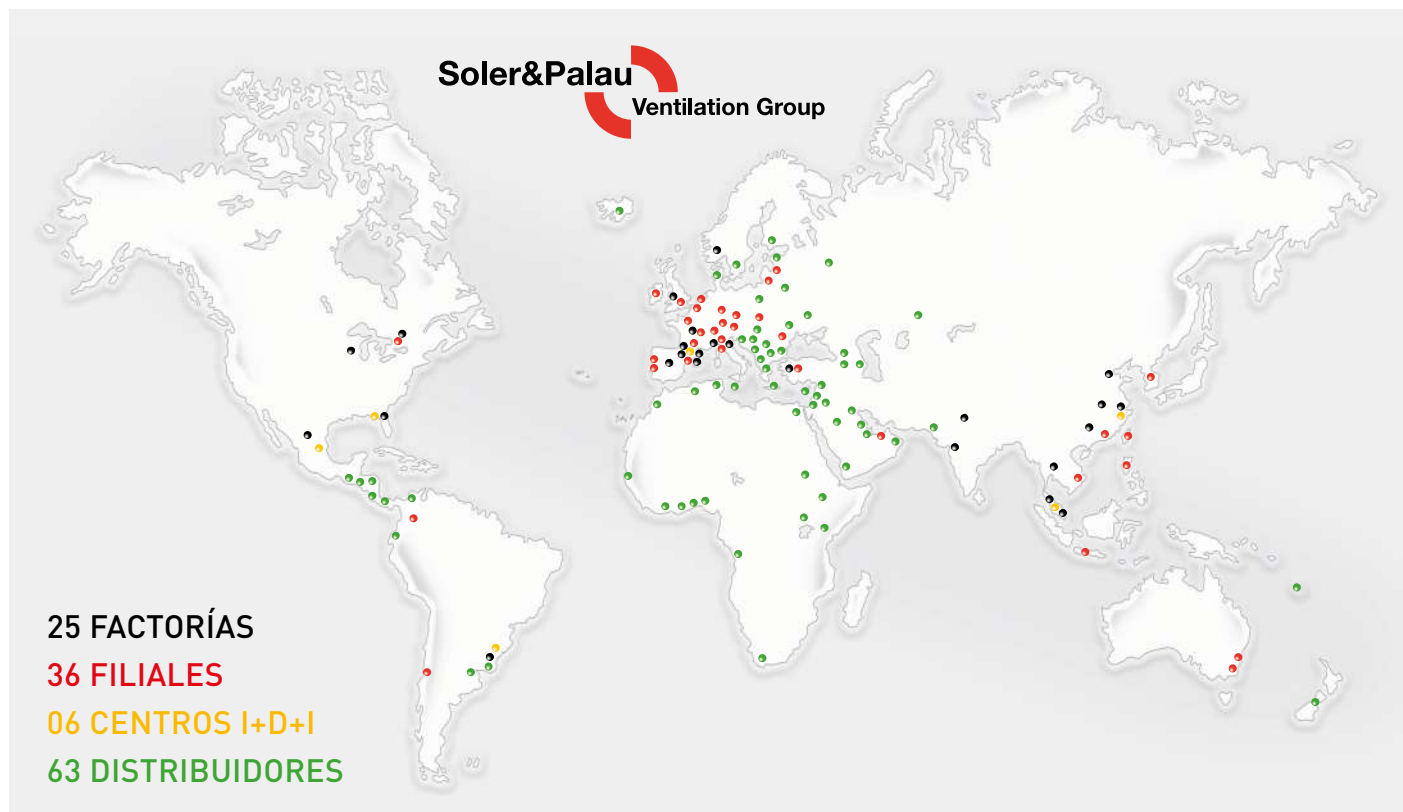 Soler&Palau
Ventilation Group
25 FACTORÍAS
36 FILIALES
06 CENTROS I+D+I
63 DISTRIBUIDORES